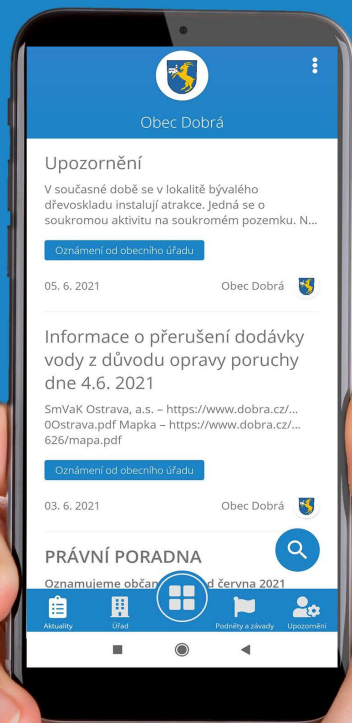 Obec Dobrá
Upozornění
V současné době se v lokalitě bývalého
dřevoskladu instalují atrakce. Jedná se o
soukromou aktivitu na soukromém pozemku. N...
Oznámení od obecního úřadu
05. 6. 2021 Obec Dobrá
Informace o přerušení dodávky
vody z důvodu opravy poruchy
dne 4.6. 2021
SmVaK Ostrava, a.s. – https://www.dobra.cz/...
0Ostrava.pdf Mapka – https://www.dobra.cz/...
626/mapa.pdf
Oznámení od obecního úřadu
03. 6. 2021 Obec Dobrá
PRÁVNÍ PORADNA
Oznamujeme občan d června 2021
Aktuality Úřad Podněty a závady Upozornění